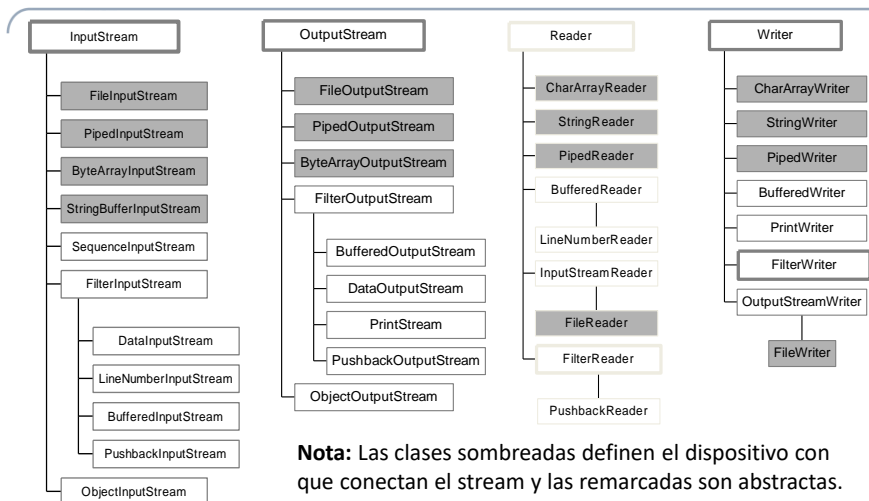 InputStream
FileInputStream
PipedInputStream
ByteArrayInputStream
StringBufferInputStream
SequenceInputStream
FilterInputStream
DataInputStream
LineNumberInputStream
BufferedInputStream
PushbackInputStream
ObjectInputStream
OutputStream
FileOutputStream
PipedOutputStream
ByteArrayOutputStream
FilterOutputStream
BufferedOutputStream
DataOutputStream
PrintStream
PushbackOutputStream
ObjectOutputStream
Reader
CharArrayReader
StringReader
PipedReader
BufferedReader
LineNumberReader
InputStreamReader
FileReader
FilterReader
PushbackReader
Writer
CharArrayWriter
StringWriter
PipedWriter
BufferedWriter
PrintWriter
FilterWriter
OutputStreamWriter
FileWriter
Nota: Las clases sombreadas definen el dispositivo con
que conectan el stream y las remarcadas son abstractas.